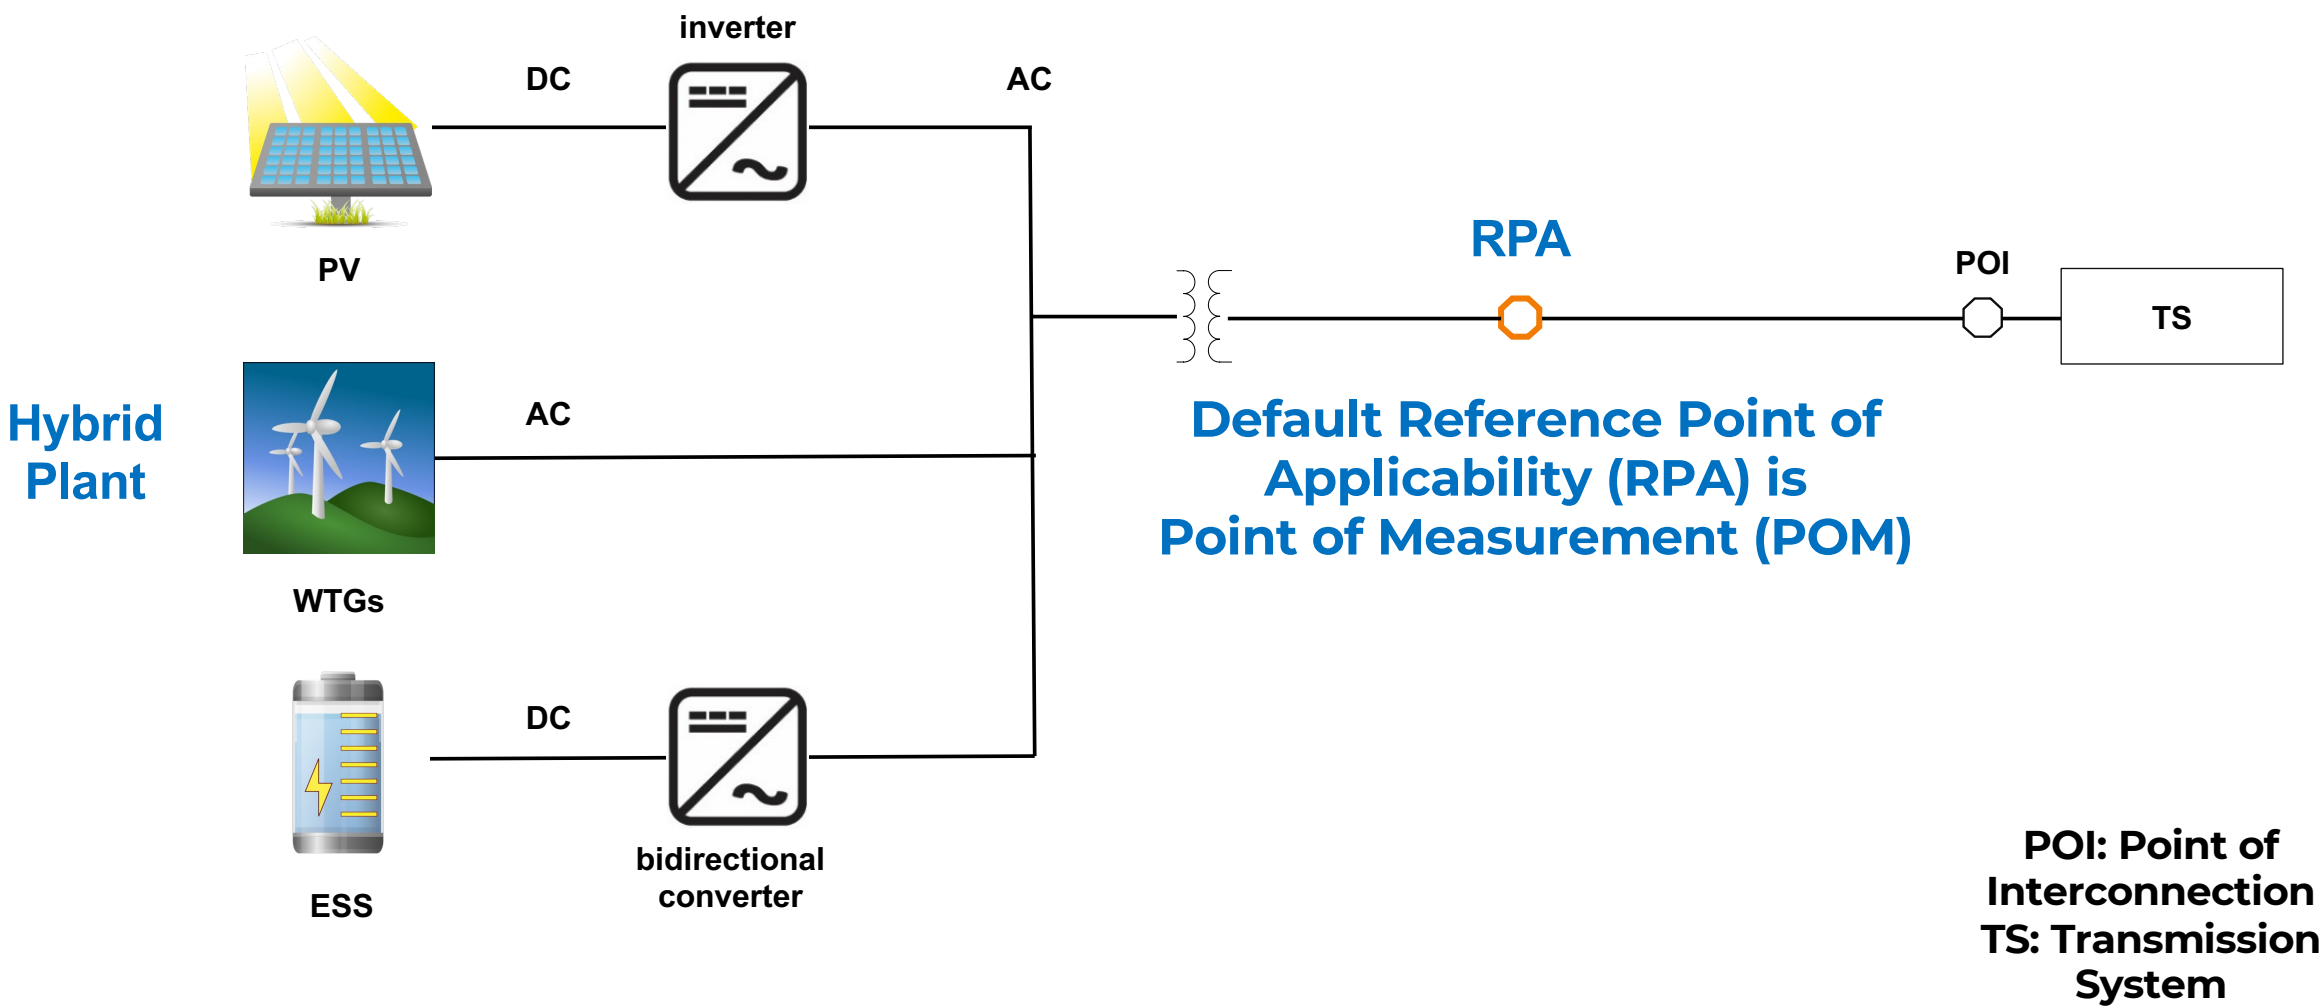 inverter
DC
AC
PV
RPA
POI
TS
Hybrid
Plant
AC
WTGs
Default Reference Point of
Applicability (RPA) is
Point of Measurement (POM)
DC
ESS
bidirectional
converter
POI: Point of
Interconnection
TS: Transmission
System